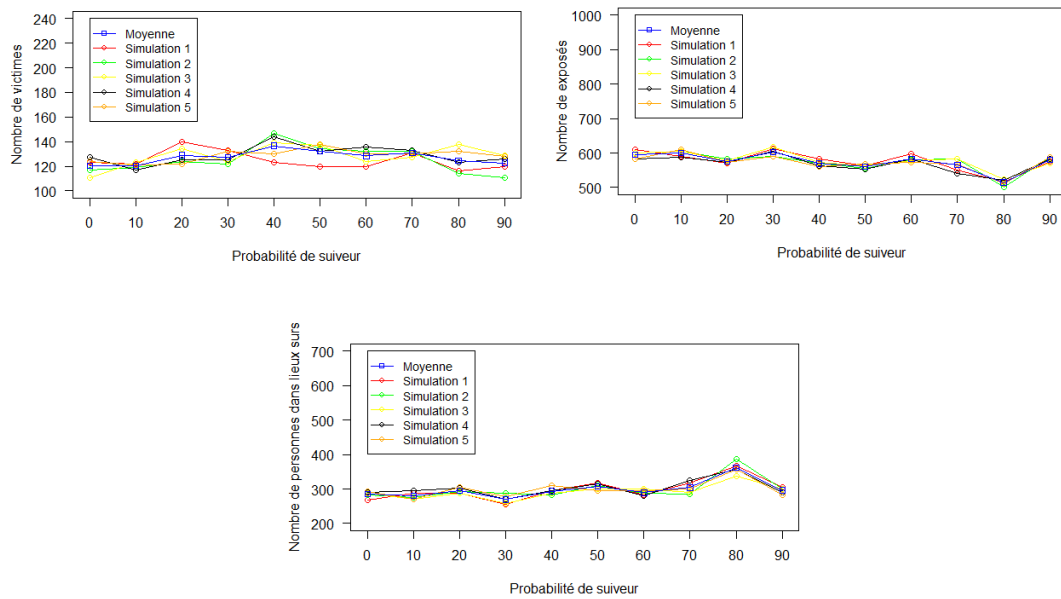 Nombre de victimes
240
220
200
180
160
140
120
100
Moyenne
Simulation 1
Simulation 2
Simulation 3
Simulation 4
Simulation 5
0 10 20 30 40 50 60 70 80 90
Probabilité de suiveur
Nombre de exposés
1000
900
800
700
600
500
Moyenne
Simulation 1
Simulation 2
Simulation 3
Simulation 4
Simulation 5
0 10 20 30 40 50 60 70 80 90
Probabilité de suiveur
Nombre de personnes dans lieux surs
700
600
500
400
300
200
Moyenne
Simulation 1
Simulation 2
Simulation 3
Simulation 4
Simulation 5
0 10 20 30 40 50 60 70 80 90
Probabilité de suiveur